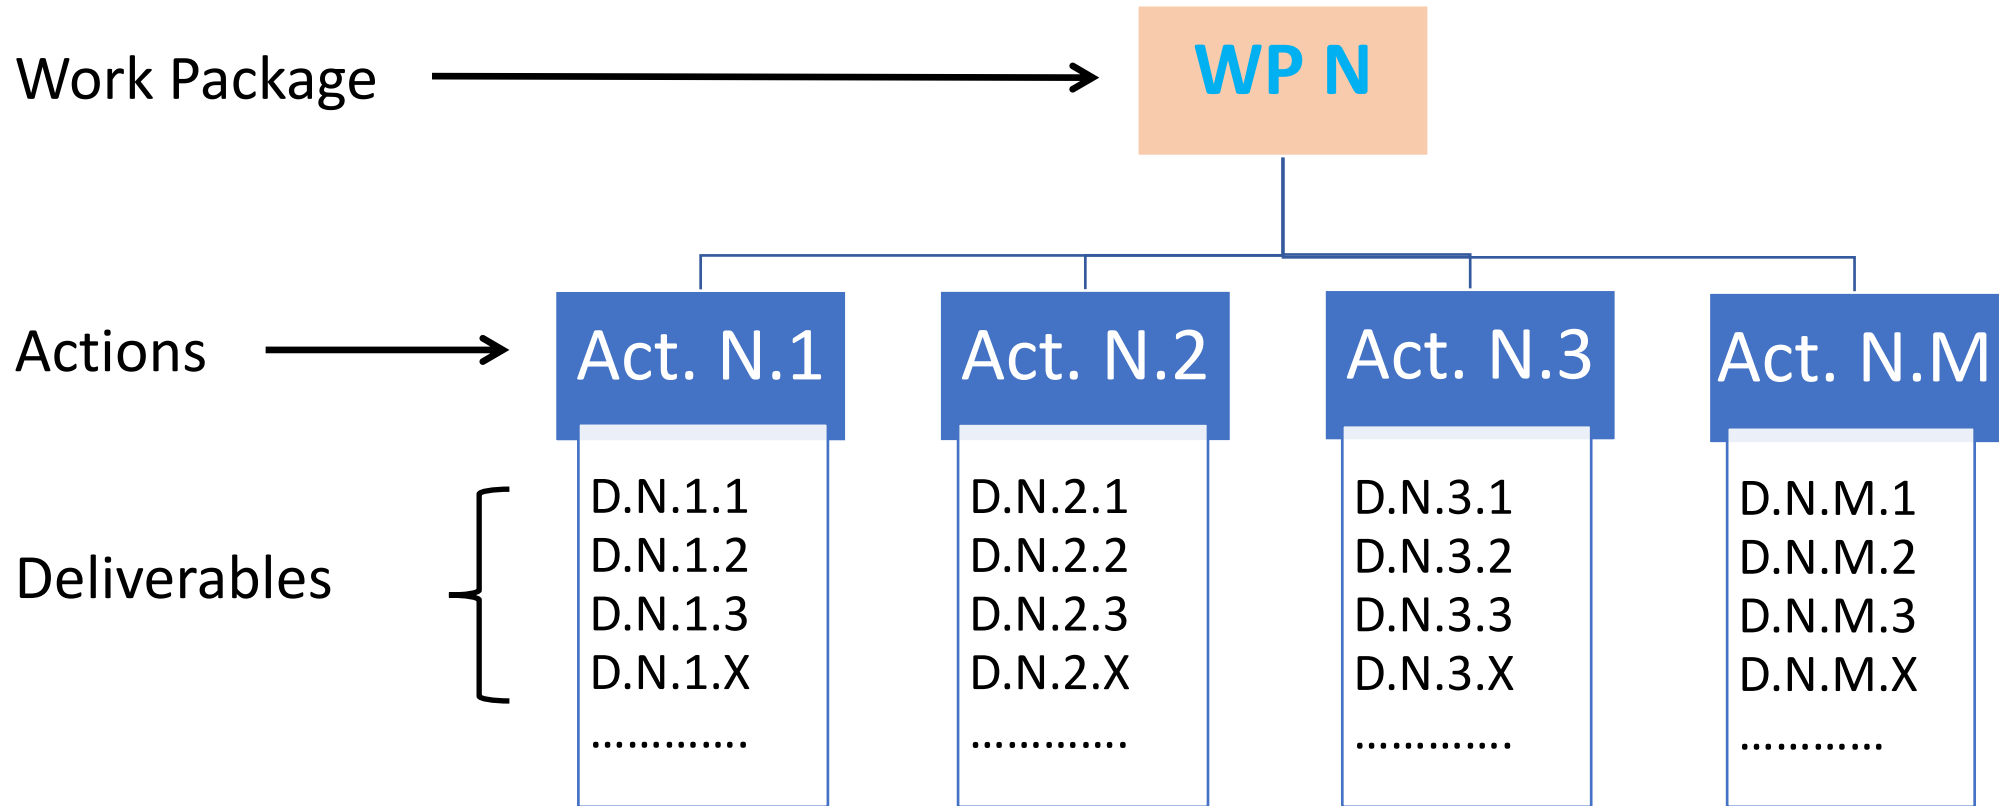 Work Package
WP N
Actions
Act. N.1
Act. N.2
Act. N.3
Act. N.M
Deliverables
D.N.1.1
D.N.1.2
D.N.1.3
D.N.1.X
.............
D.N.2.1
D.N.2.2
D.N.2.3
D.N.2.X
.............
D.N.3.1
D.N.3.2
D.N.3.3
D.N.3.X
.............
D.N.M.1
D.N.M.2
D.N.M.3
D.N.M.X
............